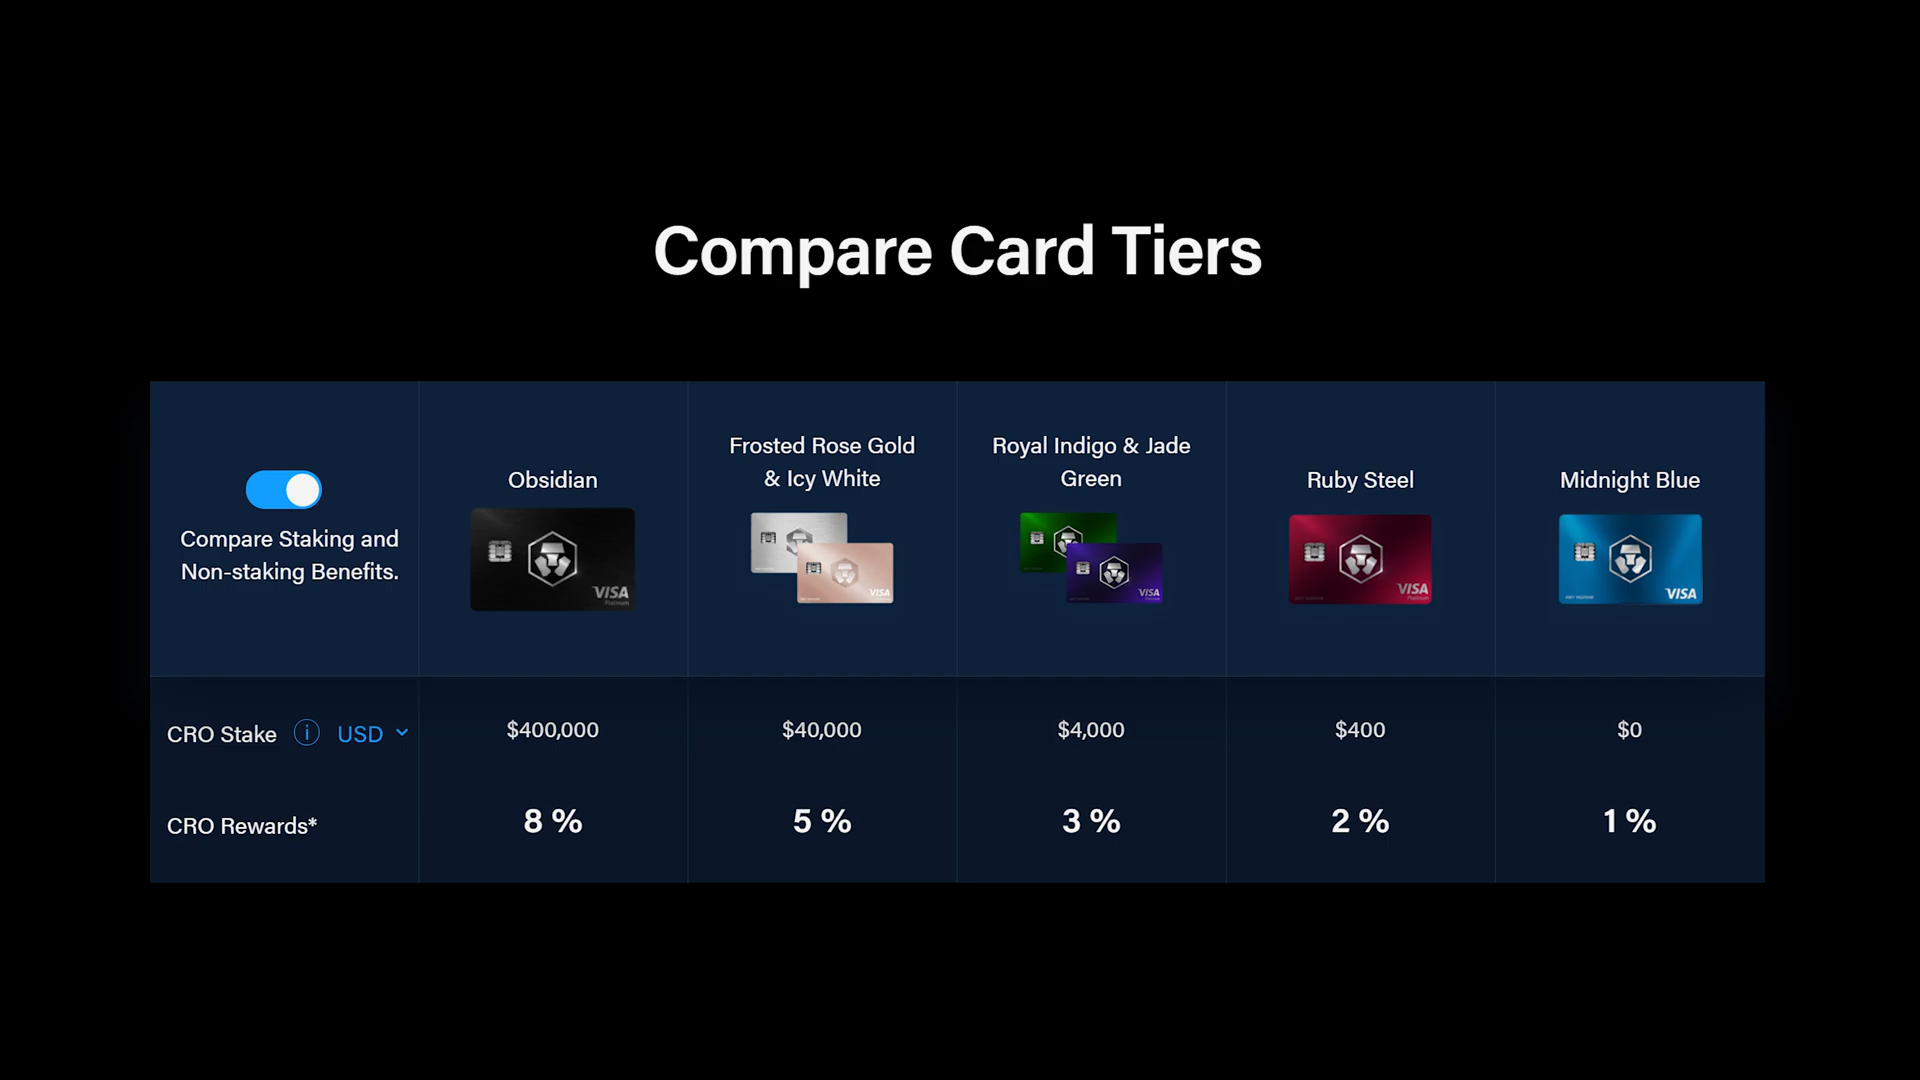 Compare Card Tiers
Compare Staking and
Non-staking Benefits.
Obsidian
VISA
Platinum
Frosted Rose Gold
& Icy White
VISA
Royal Indigo & Jade
Green
VISA
Ruby Steel
VISA
Platinum
Midnight Blue
VISA
CRO Stake i USD
$400,000
$40,000
$4,000
$400
$0
CRO Rewards*
8 %
5 %
3 %
2 %
1 %